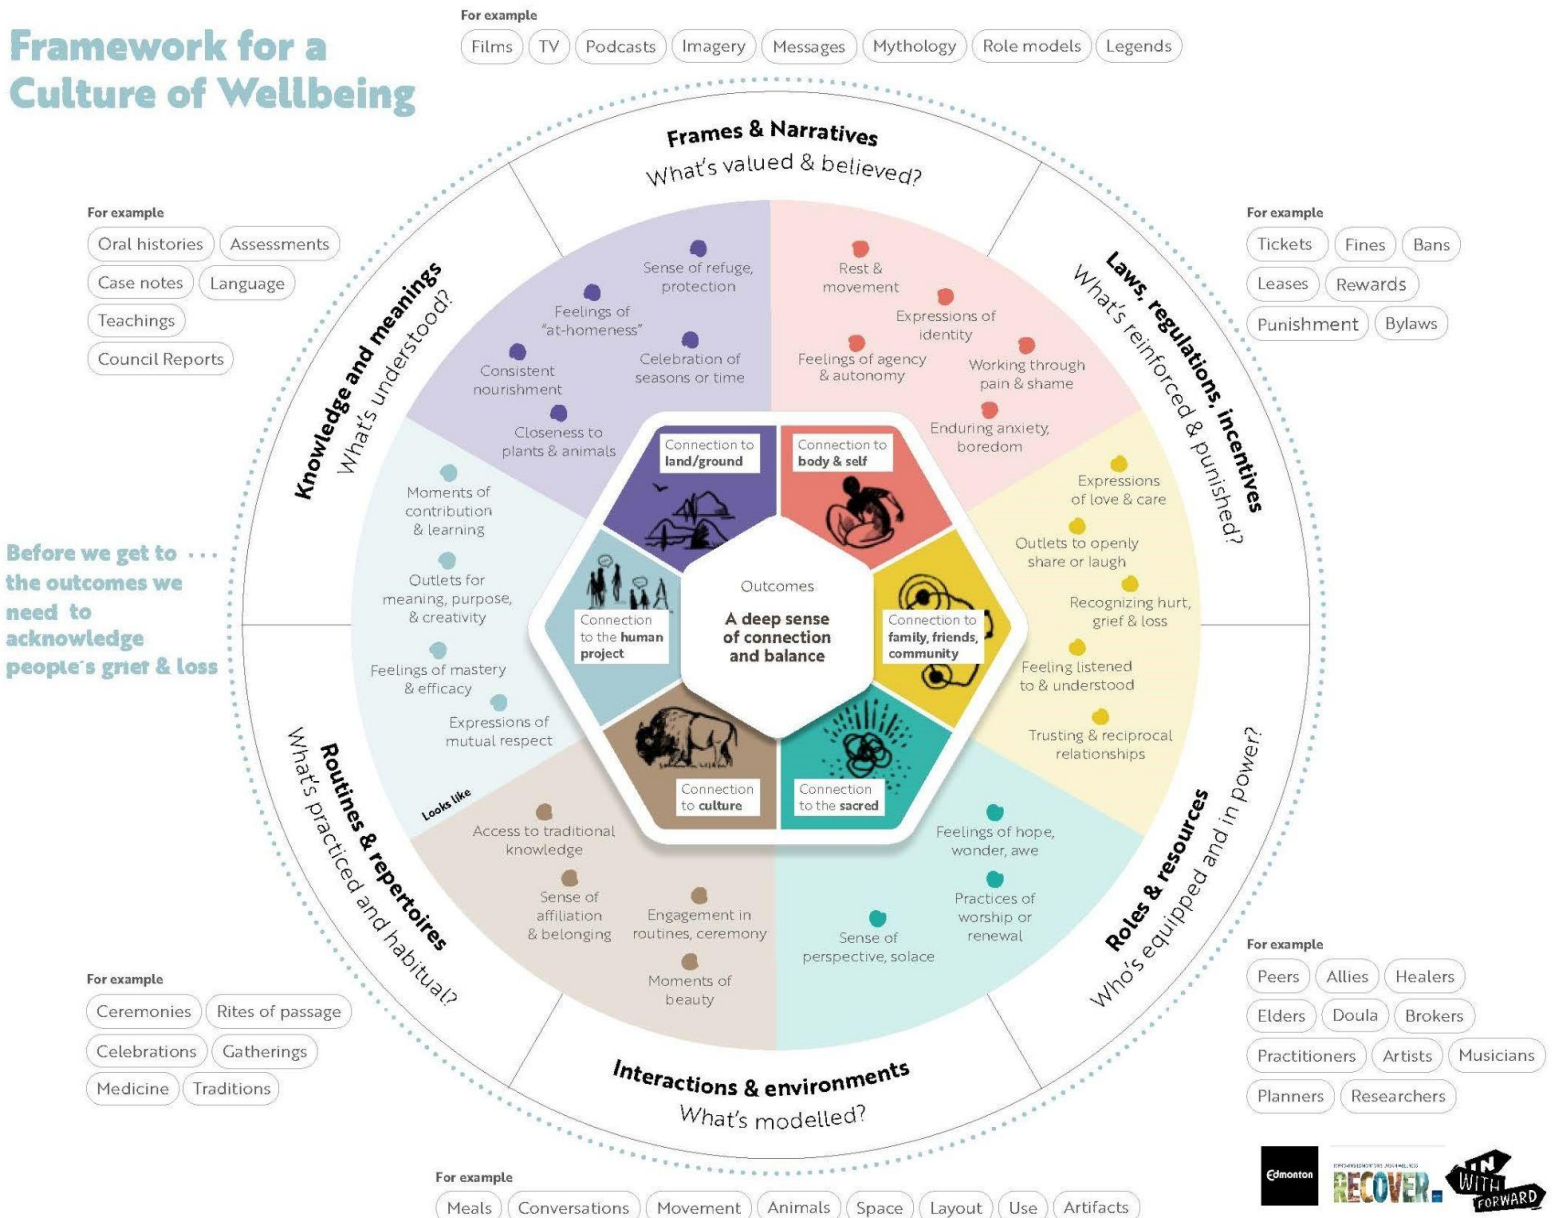 Framework for a
Culture of Wellbeing
For example
Films
TV
Podcasts
Imagery
Messages
Mythology
Role models
Legends
Frames & Narratives
What's valued & believed?
For example
Oral histories
Assessments
Case notes
Language
Teachings
Council Reports
Knowledge and meanings
What's understood?
For example
Tickets
Fines
Bans
Leases
Rewards
Punishment
Bylaws
Laws, regulations, incentives
What's reinforced & punished?
Sense of refuge,
protection
Feelings of
"at-homeness"
Celebration of
seasons or time
Consistent
nourishment
Closeness to
plants & animals
Rest &
movement
Expressions of
identity
Feelings of agency
& autonomy
Working through
pain & shame
Enduring anxiety,
boredom
Connection to
land/ground
Connection to
body & self
Moments of
contribution
& learning
Outlets for
meaning, purpose,
& creativity
Feelings of mastery
& efficacy
Expressions of
mutual respect
Looks like
Connection
to the human
project
Outcomes
A deep sense
of connection
and balance
Connection to
family, friends,
community
Expressions
of love & care
Outlets to openly
share or laugh
Recognizing hurt,
grief & loss
Feeling listened
to & understood
Trusting & reciprocal
relationships
Before we get to ...
the outcomes we
need to
acknowledge
people's grief & loss
Connection
to culture
Connection
to the sacred
Access to traditional
knowledge
Sense of
affiliation
& belonging
Engagement in
routines, ceremony
Moments of
beauty
Feelings of hope,
wonder, awe
Practices of
worship or
renewal
Sense of
perspective, solace
Routines & repertoires
What's practiced and habitual?
For example
Ceremonies
Rites of passage
Celebrations
Gatherings
Medicine
Traditions
Roles & resources
Who's equipped and in power?
For example
Peers
Allies
Healers
Elders
Doula
Brokers
Practitioners
Artists
Musicians
Planners
Researchers
Interactions & environments
What's modelled?
For example
Meals
Conversations
Movement
Animals
Space
Layout
Use
Artifacts
Edmonton
RECOVER
IN
WITH
FORWARD